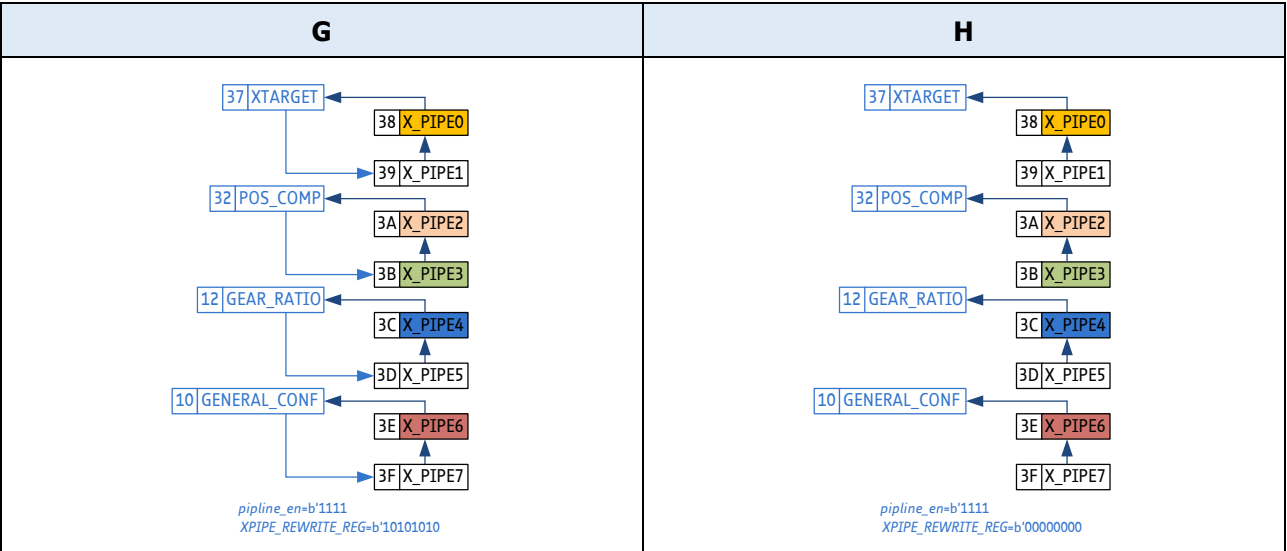 G
H
37 XTARGET
38 X_PIPE0
39 X_PIPE1
32 POS_COMP
3A X_PIPE2
3B X_PIPE3
12 GEAR_RATIO
3C X_PIPE4
3D X_PIPE5
10 GENERAL_CONF
3E X_PIPE6
3F X_PIPE7
pipline_en=b'1111
XPIPE_REWRITE_REG=b'10101010
37 XTARGET
38 X_PIPE0
39 X_PIPE1
32 POS_COMP
3A X_PIPE2
3B X_PIPE3
12 GEAR_RATIO
3C X_PIPE4
3D X_PIPE5
10 GENERAL_CONF
3E X_PIPE6
3F X_PIPE7
pipline_en=b'1111
XPIPE_REWRITE_REG=b'00000000